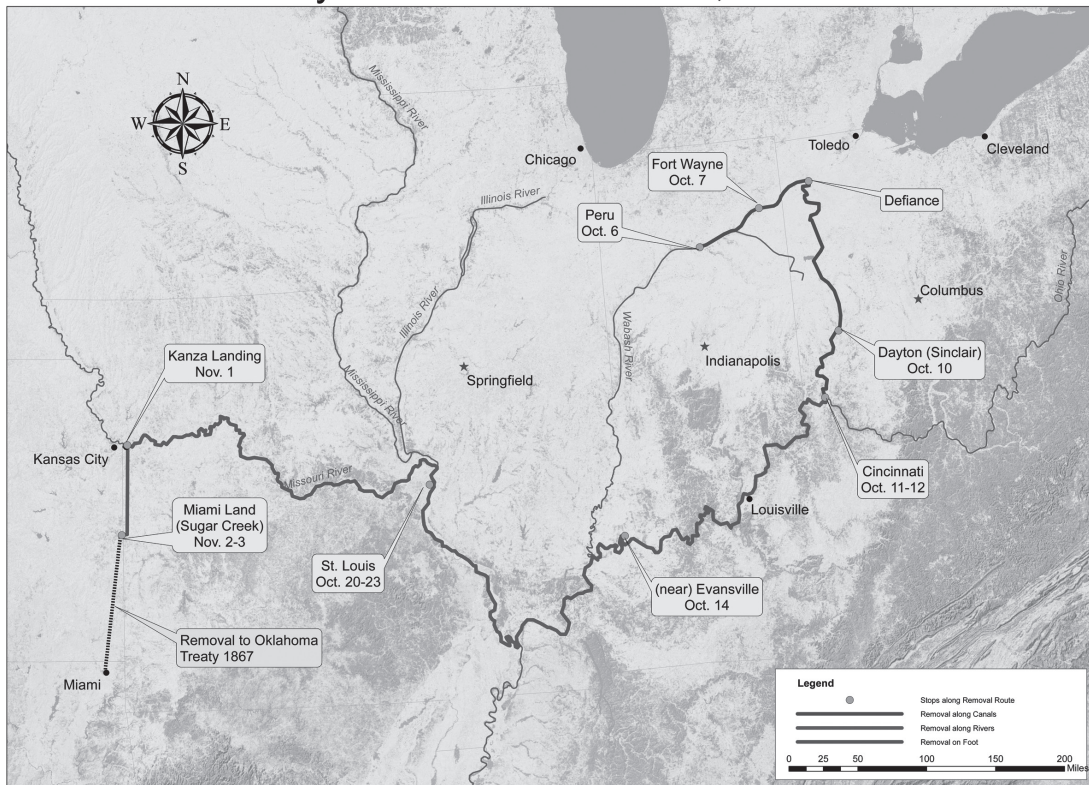 N
W
E
S
Mississippi River
Chicago
Toledo
Cleveland
Fort Wayne
Oct. 7
Defiance
Peru
Oct. 6
Illinois River
Illinois River
Columbus
Ohio River
Wabash River
Indianapolis
Dayton (Sinclair)
Oct. 10
Kanza Landing
Nov. 1
Springfield
Mississippi River
Kansas City
Missouri River
Cincinnati
Oct. 11-12
Louisville
Miami Land
(Sugar Creek)
Nov. 2-3
St. Louis
Oct. 20-23
(near) Evansville
Oct. 14
Removal to Oklahoma
Treaty 1867
Miami
Legend
Stops along Removal Route
Removal along Canals
Removal along Rivers
Removal on Foot
0 25 50 100 150 200
Miles